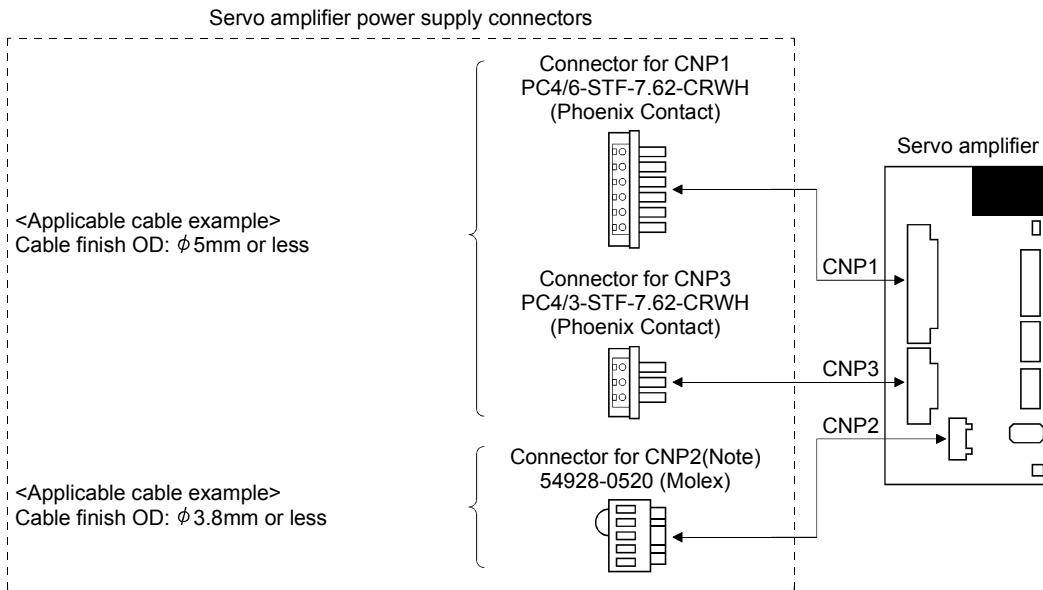 Servo amplifier power supply connectors
Connector for CNP1
PC4/6-STF-7.62-CRWH
(Phoenix Contact)
Servo amplifier
<Applicable cable example>
Cable finish OD: φ5mm or less
CNP1
Connector for CNP3
PC4/3-STF-7.62-CRWH
(Phoenix Contact)
CNP3
CNP2
Connector for CNP2(Note)
54928-0520 (Molex)
<Applicable cable example>
Cable finish OD: φ3.8mm or less